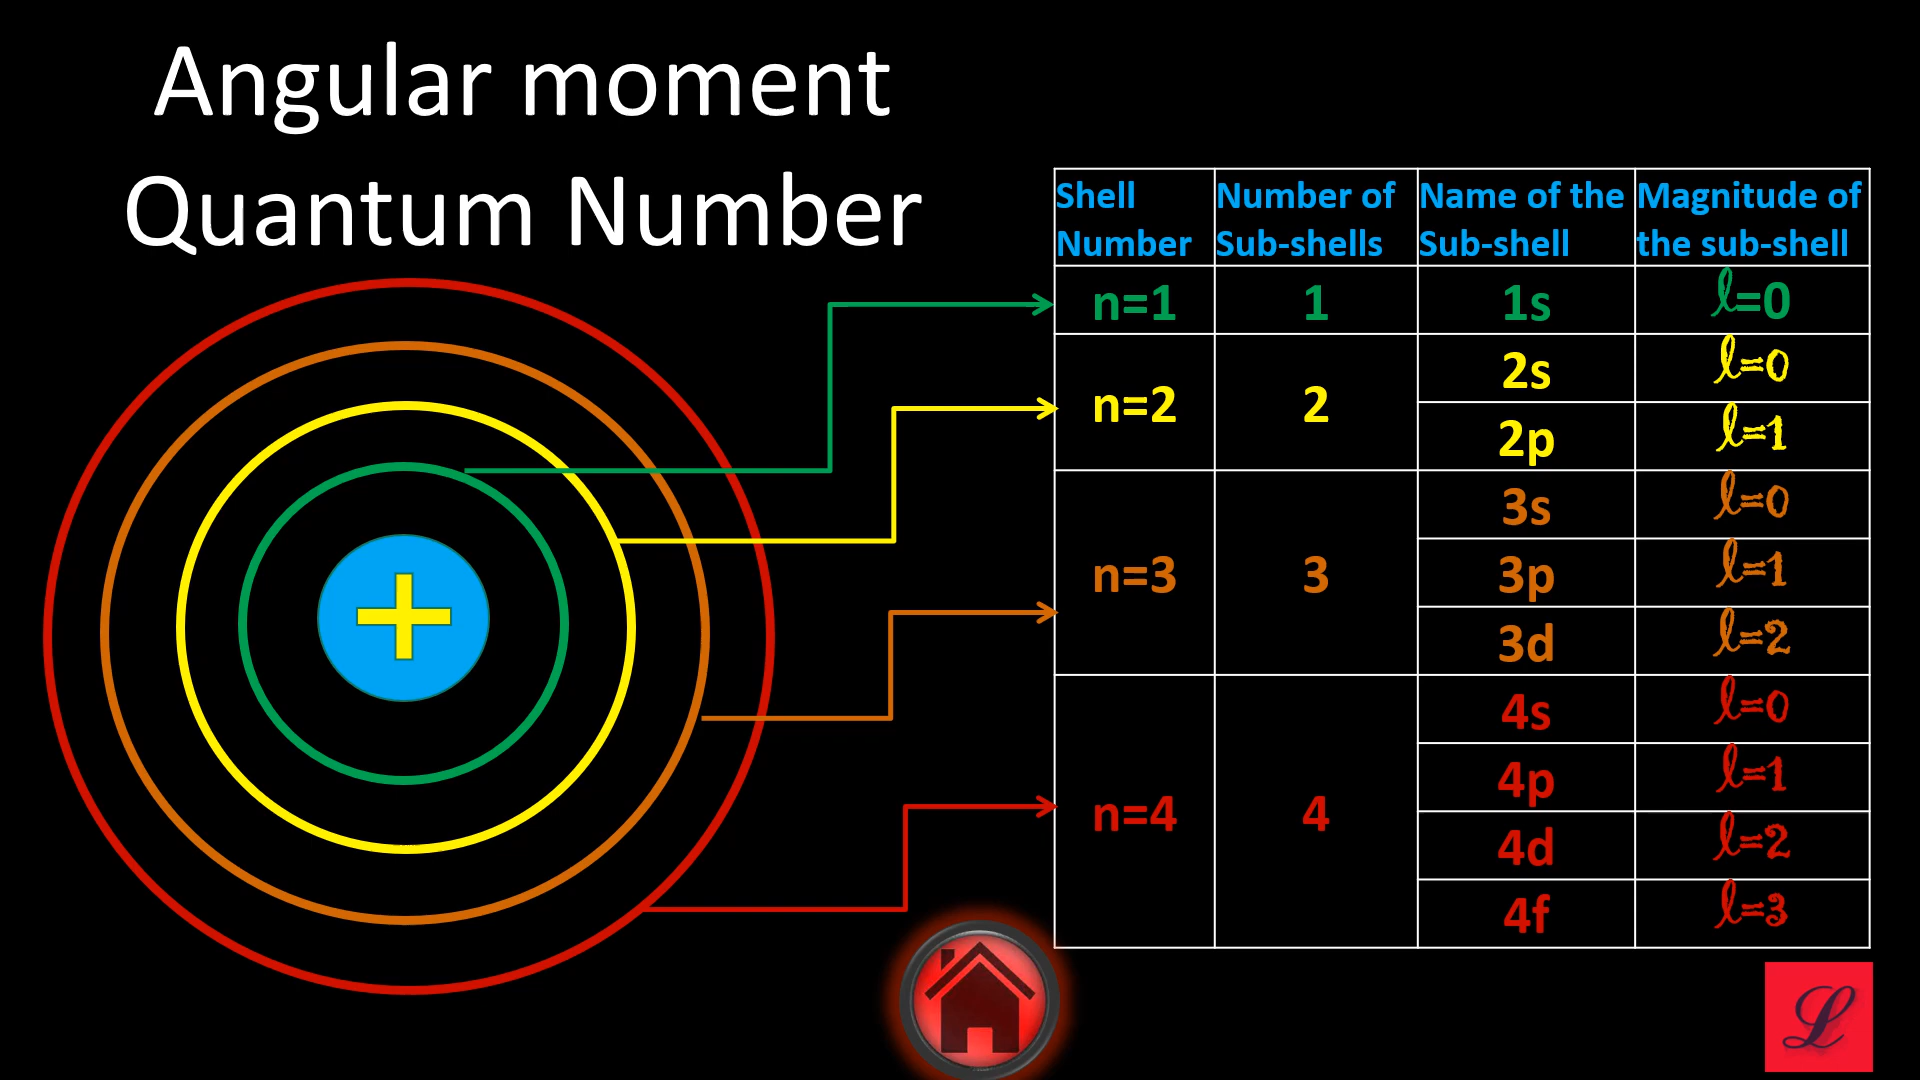 Angular moment
Quantum Number
Shell Number
Number of Sub-shells
Name of the Sub-shell
Magnitude of the sub-shell
n=1 1 1s ℓ=0
n=2 2 2s ℓ=0
2p ℓ=1
n=3 3 3s ℓ=0
3p ℓ=1
3d ℓ=2
n=4 4 4s ℓ=0
4p ℓ=1
4d ℓ=2
4f ℓ=3
+
L